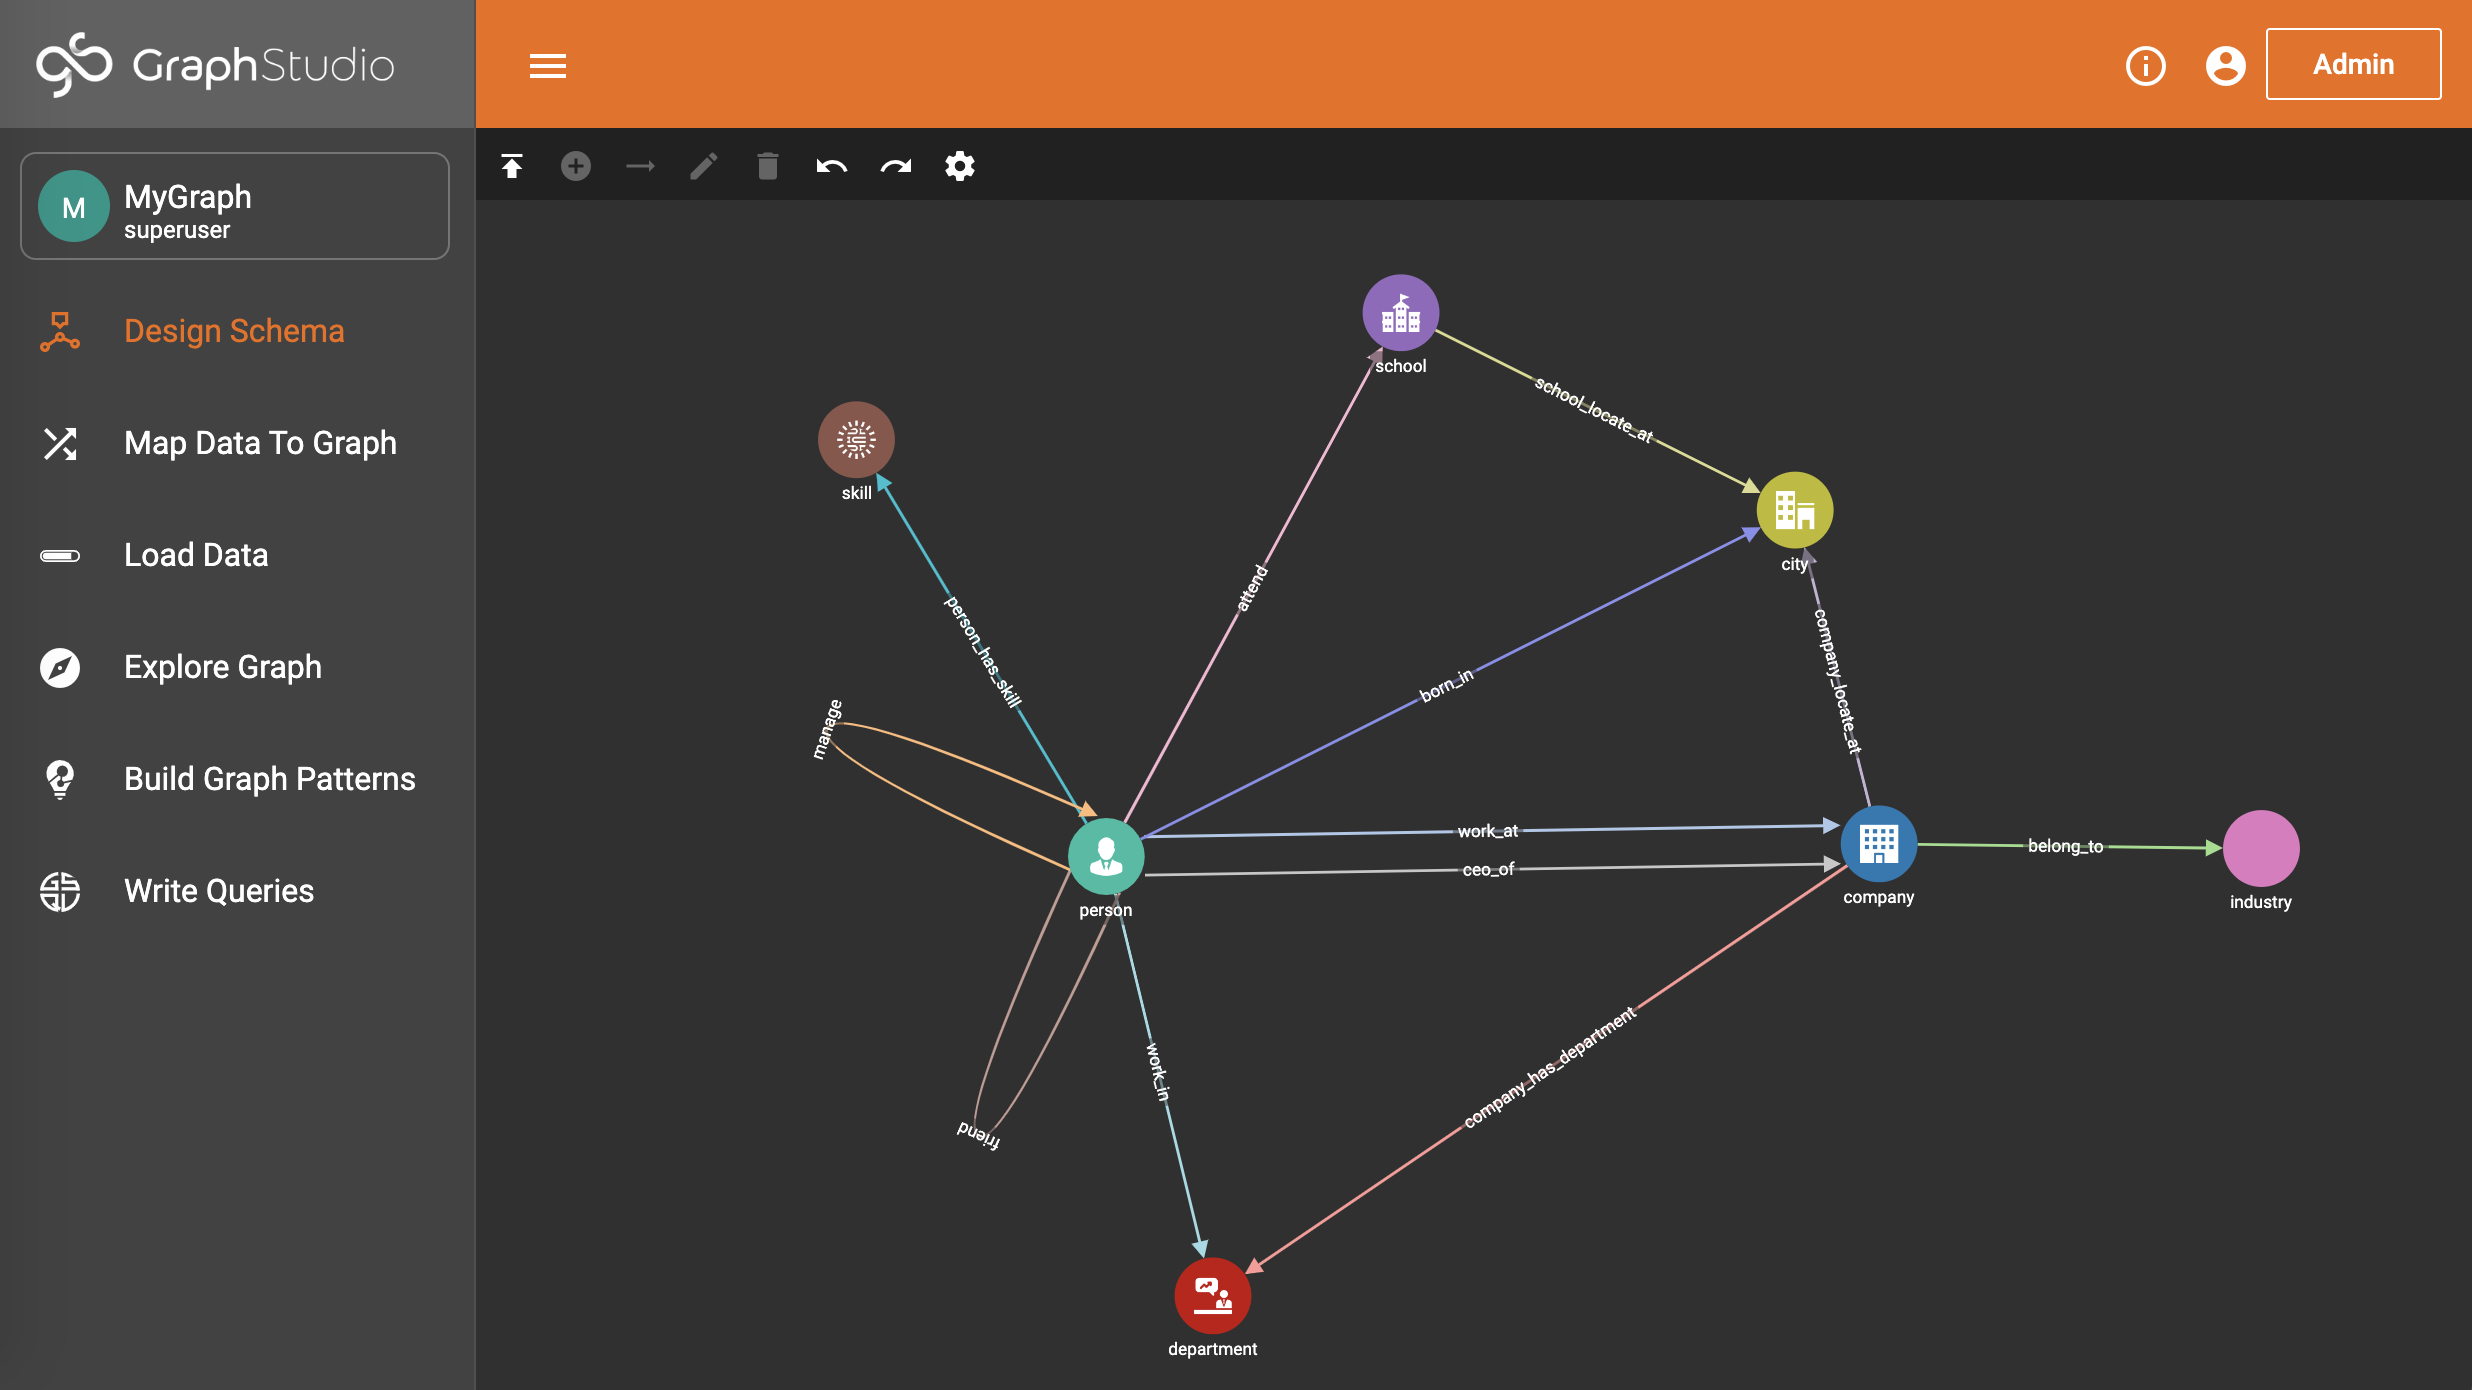 GraphStudio
Admin
M
MyGraph
superuser
Design Schema
Map Data To Graph
Load Data
Explore Graph
Build Graph Patterns
Write Queries
school
school_locate_at
skill
city
attend
person_has_skill
born_in
company_locate_at
manage
work_at
belong_to
ceo_of
company
industry
person
work_in
company_has_department
friend
department